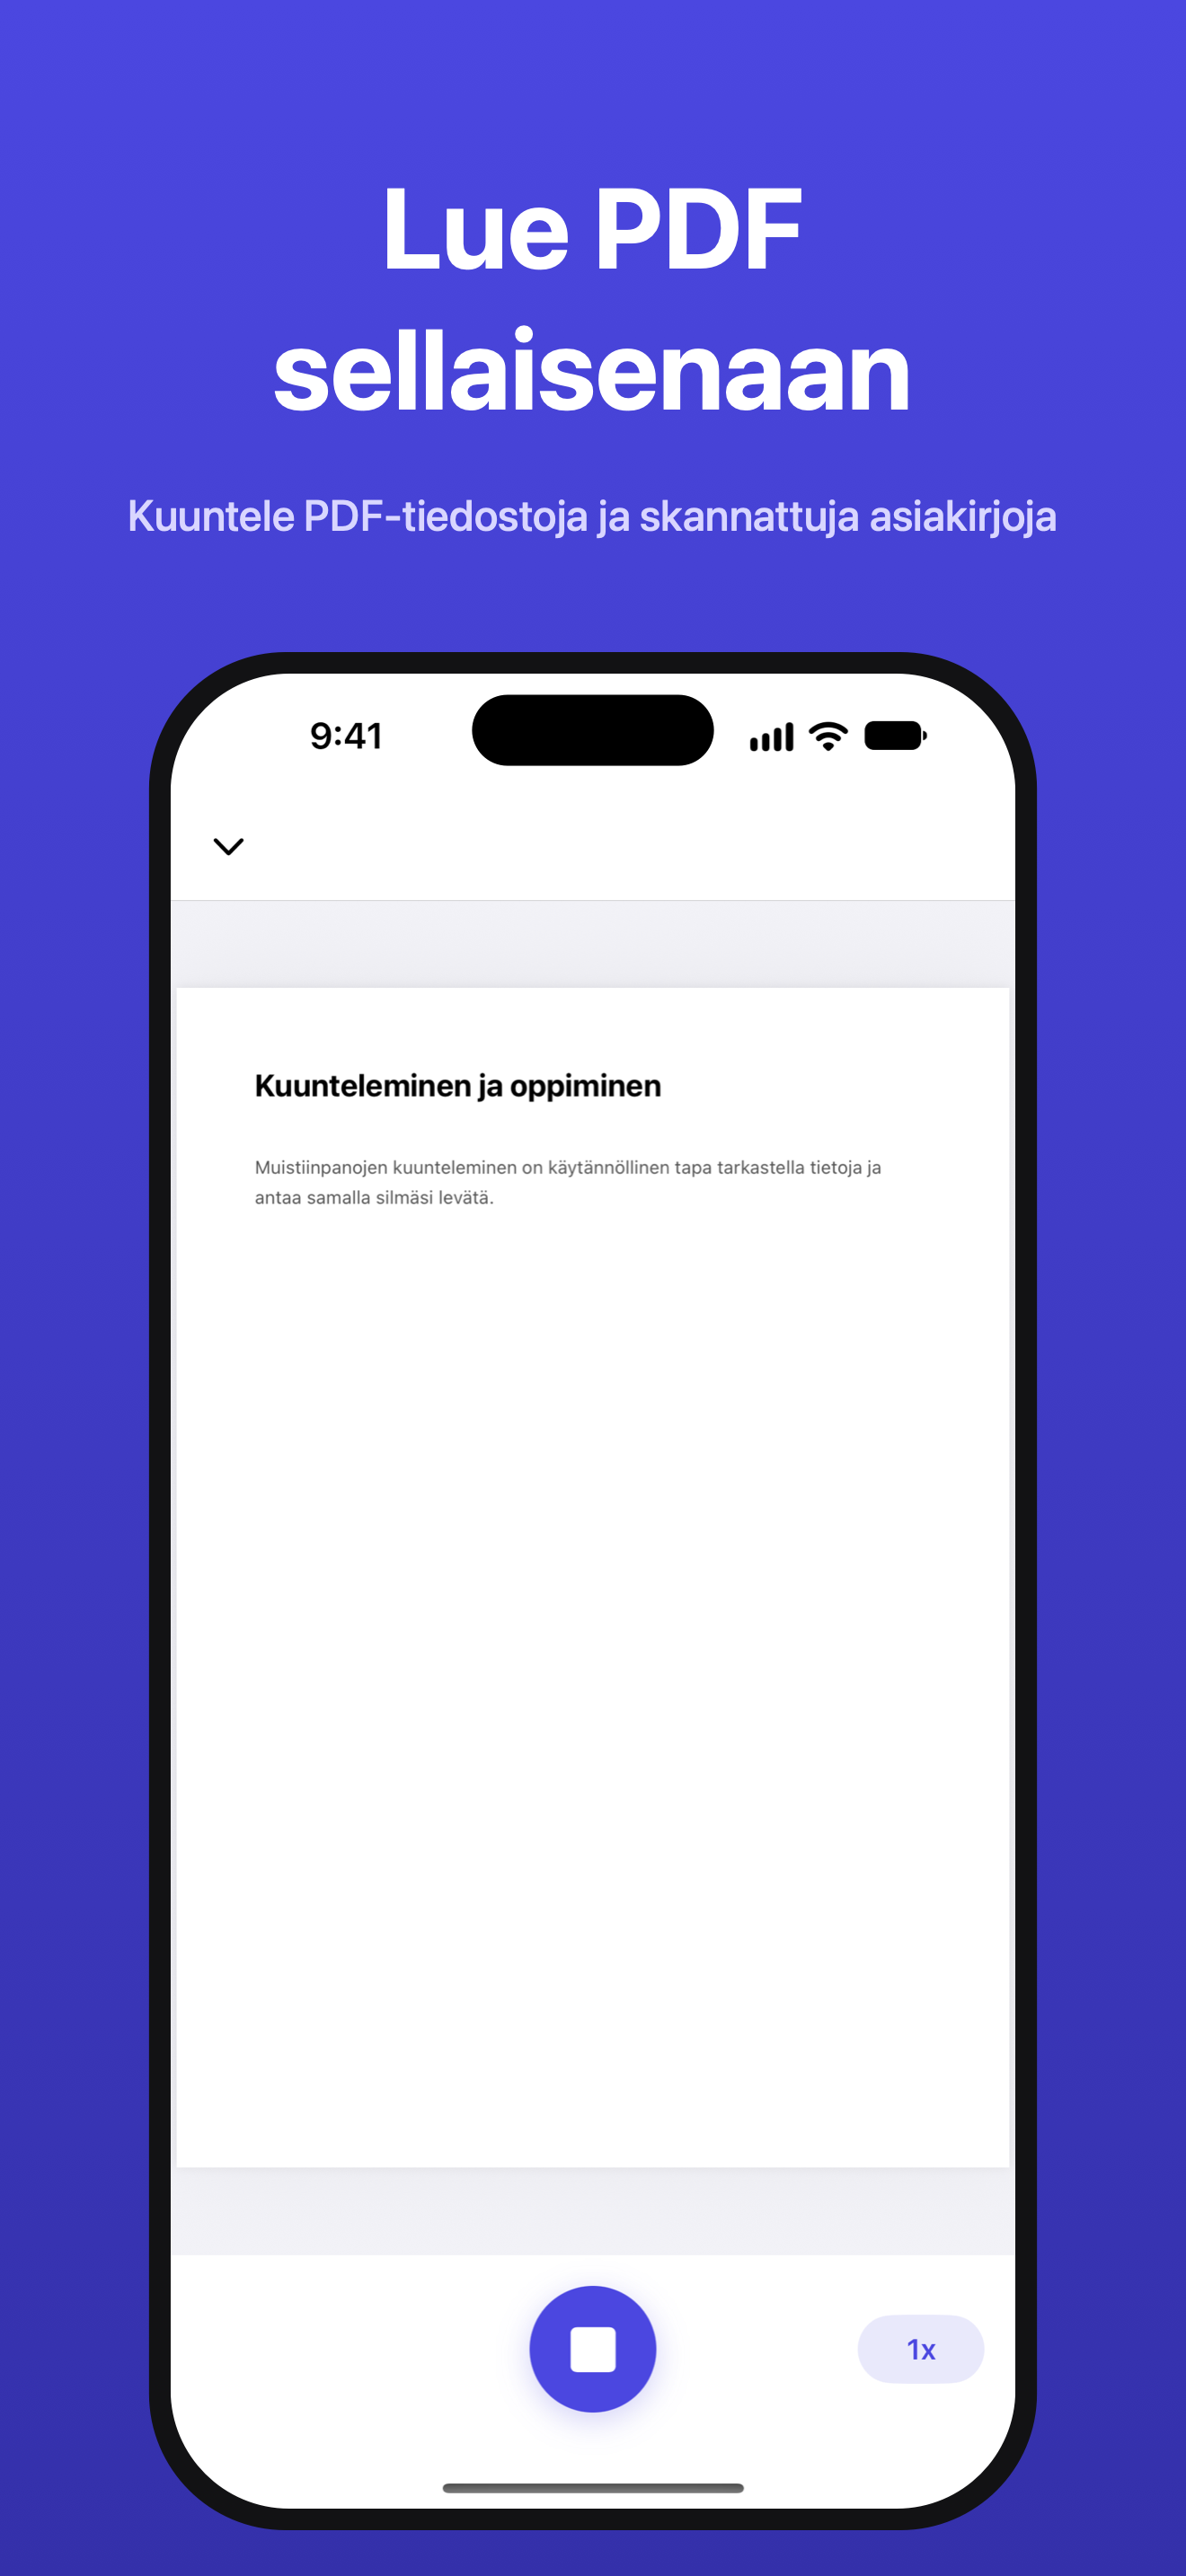 Lue PDF
sellaisenaan
Kuuntele PDF-tiedostoja ja skannattuja asiakirjoja
9:41
Kuunteleminen ja oppiminen
Muistiinpanojen kuunteleminen on käytännöllinen tapa tarkastella tietoja ja
antaa samalla silmäsi levätä.
1x